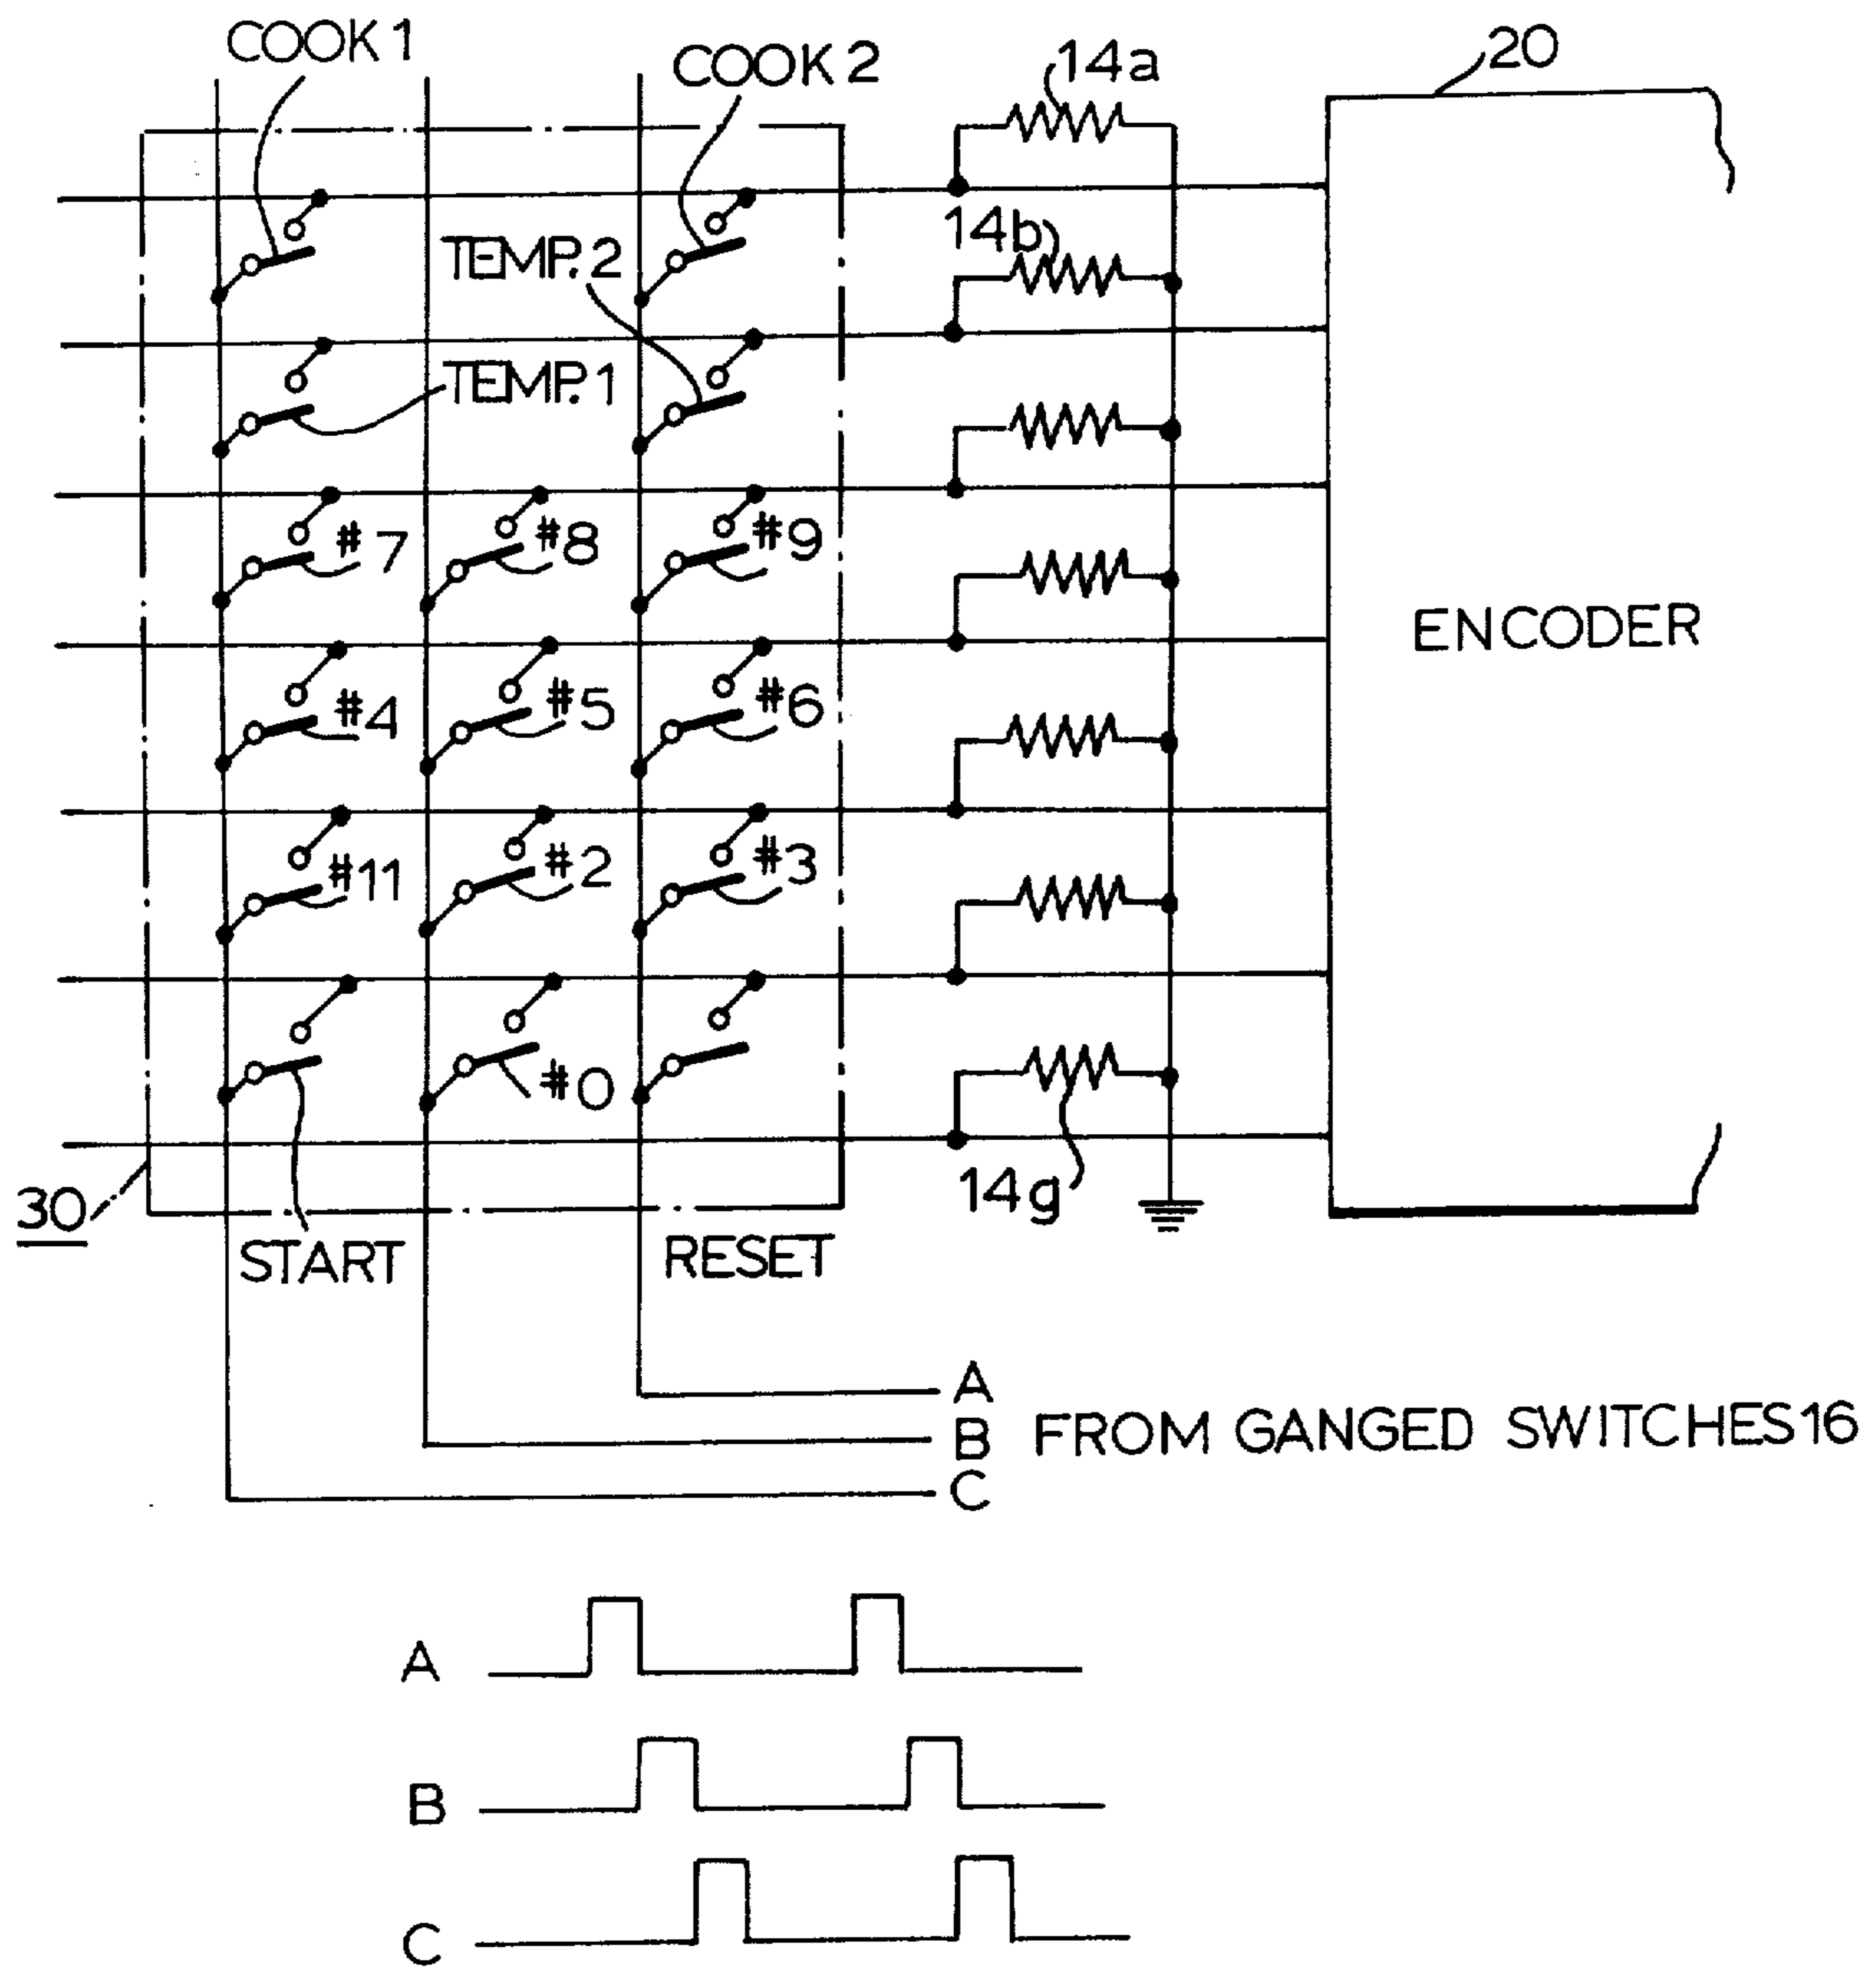 COOK 1
COOK 2
14a
20
14b
TEMP. 2
TEMP. 1
#7
#8
#9
ENCODER
#4
#5
#6
#11
#2
#3
#0
14g
30
START
RESET
A
B FROM GANGED SWITCHES 16
C
A
B
C